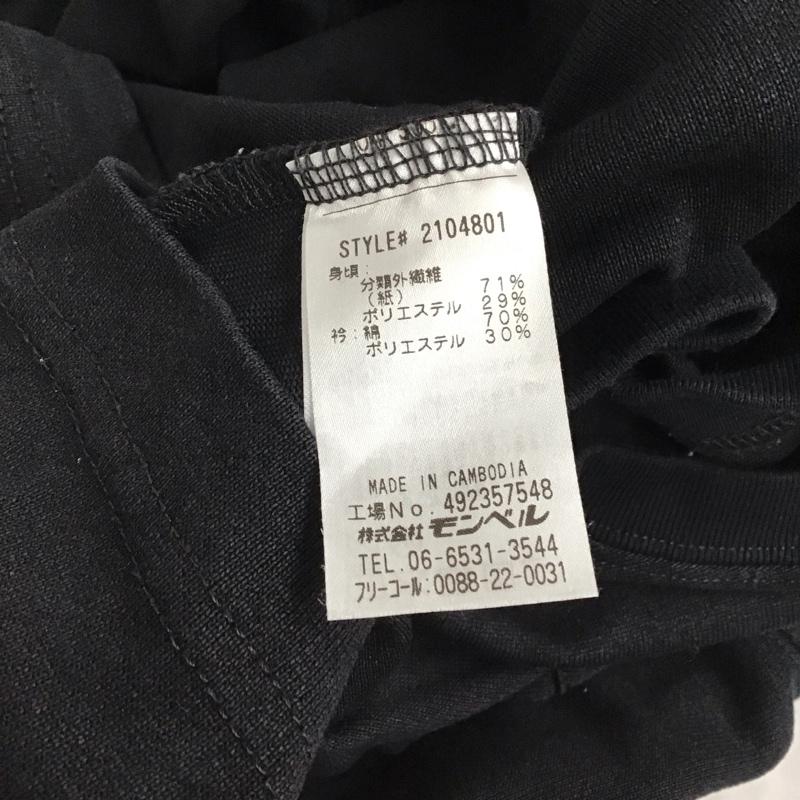 STYLE# 2104801
身頃:
分類外繊維 71%
(紙)
ポリエステル 29%
衿:綿 70%
ポリエステル 30%
MADE IN CAMBODIA
工場No. 492357548
株式会社モンベル
TEL.06-6531-3544
フリーコール:0088-22-0031